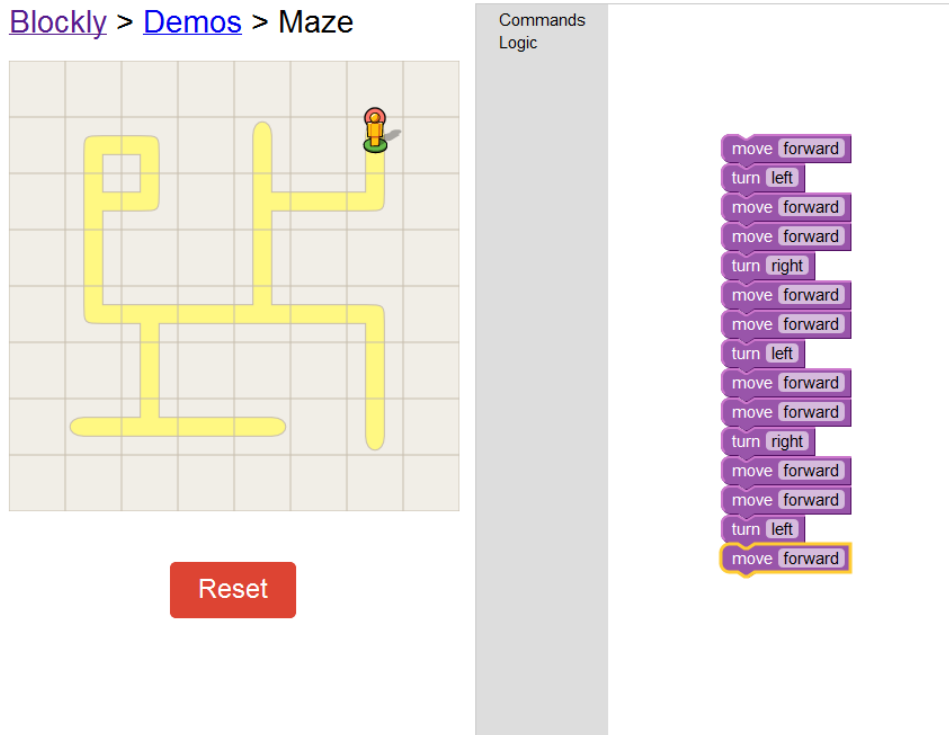 Blockly > Demos > Maze
Reset
Commands
Logic
move forward
turn left
move forward
move forward
turn right
move forward
move forward
turn left
move forward
move forward
turn right
move forward
move forward
turn left
move forward